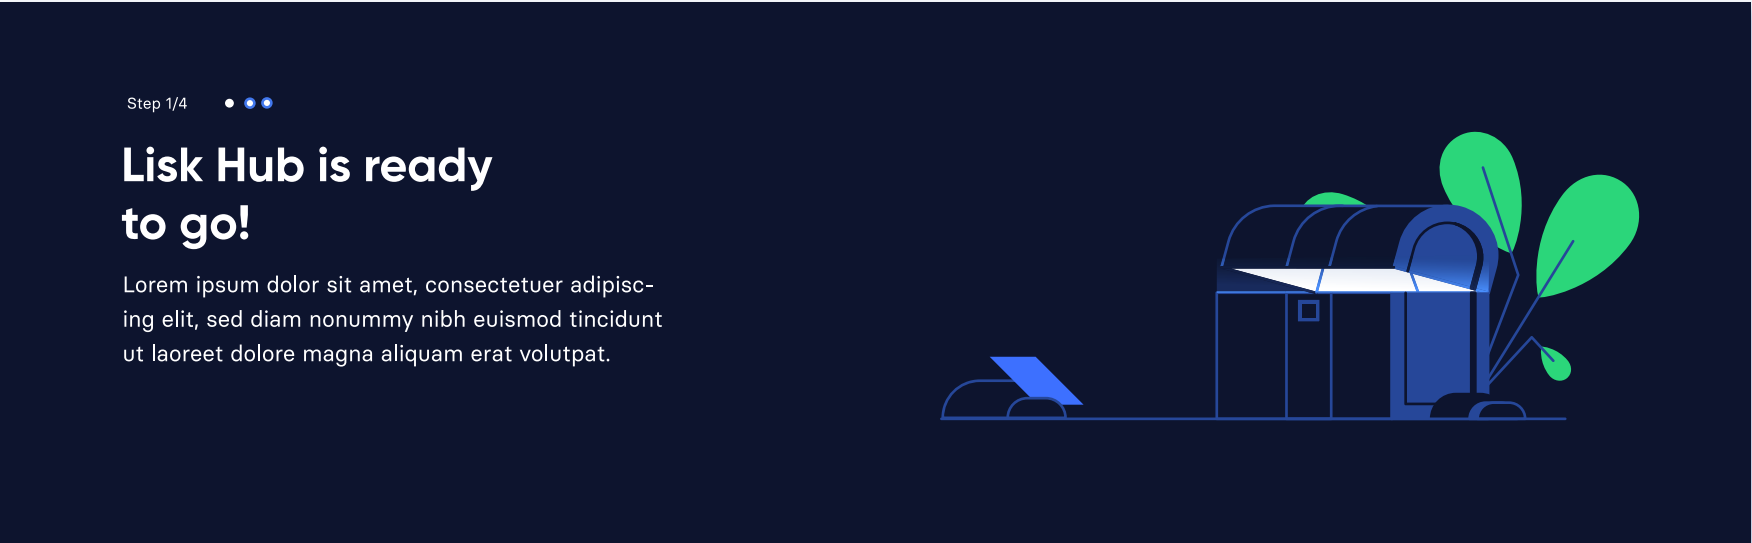 Step 1/4
Lisk Hub is ready
to go!
Lorem ipsum dolor sit amet, consectetuer adipisc-
ing elit, sed diam nonummy nibh euismod tincidunt
ut laoreet dolore magna aliquam erat volutpat.